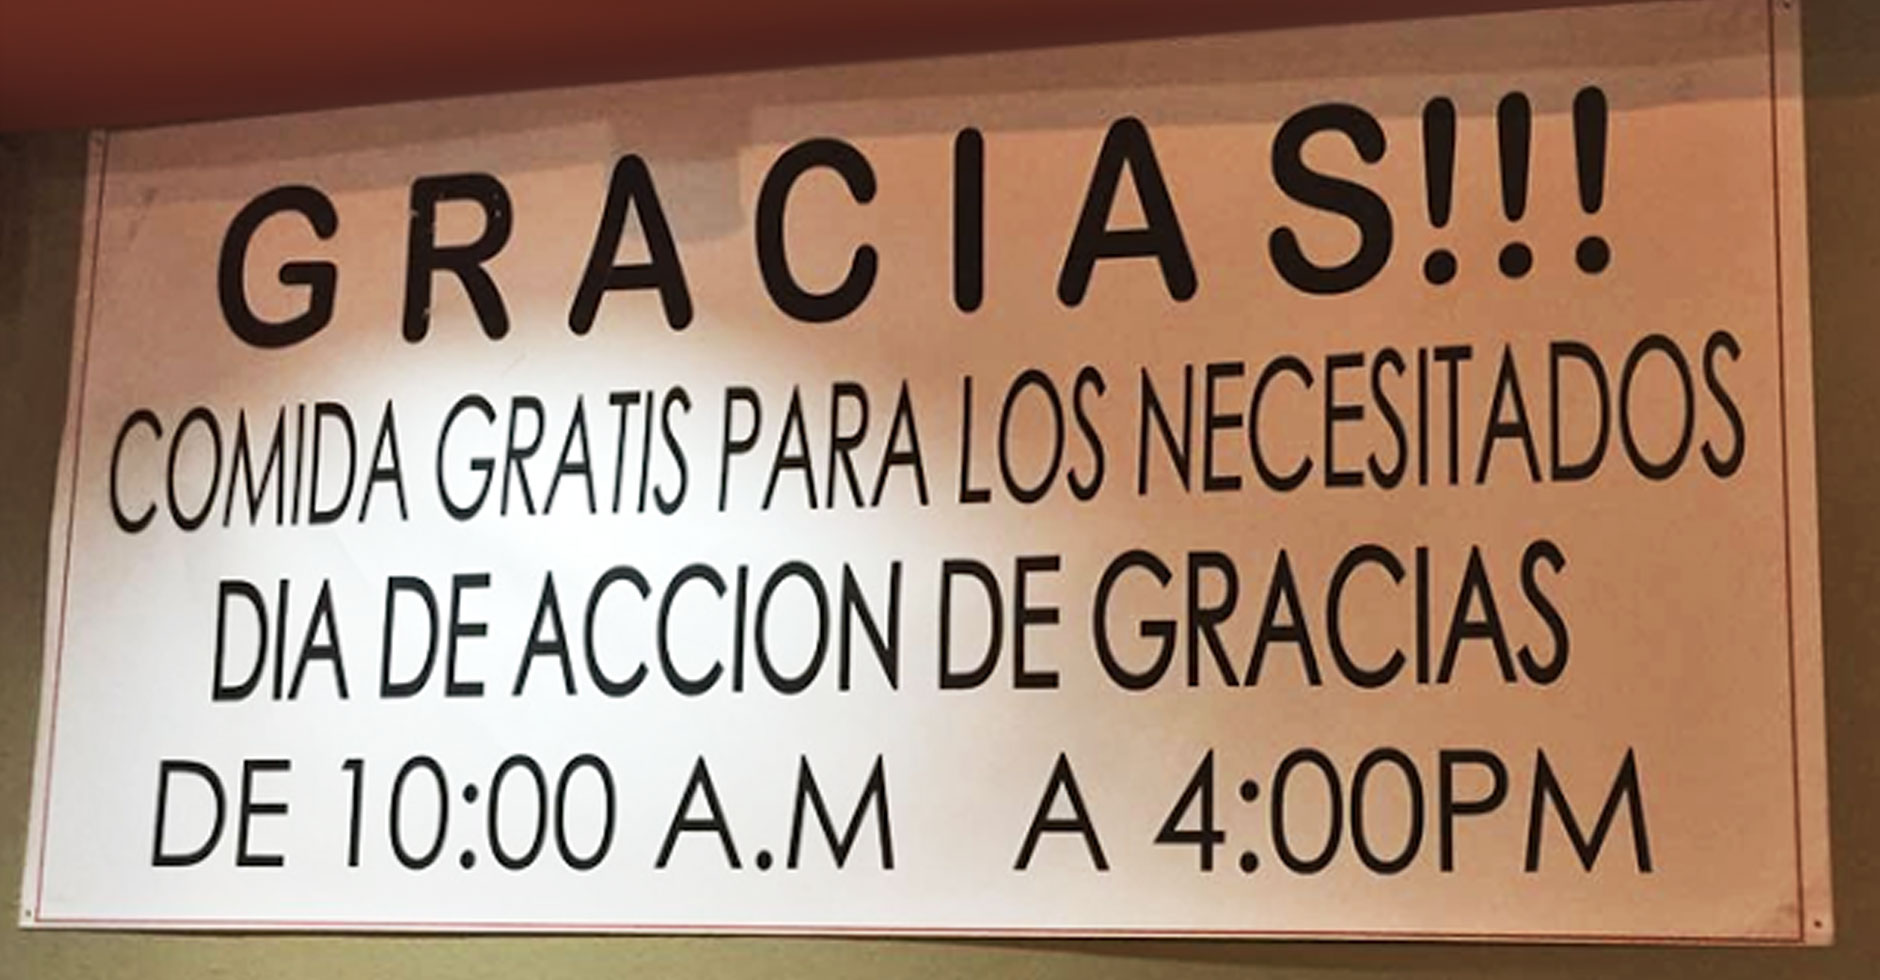 GRACIAS!!!
COMIDA GRATIS PARA LOS NECESITADOS
DIA DE ACCION DE GRACIAS
DE 10:00 A.M A 4:00PM